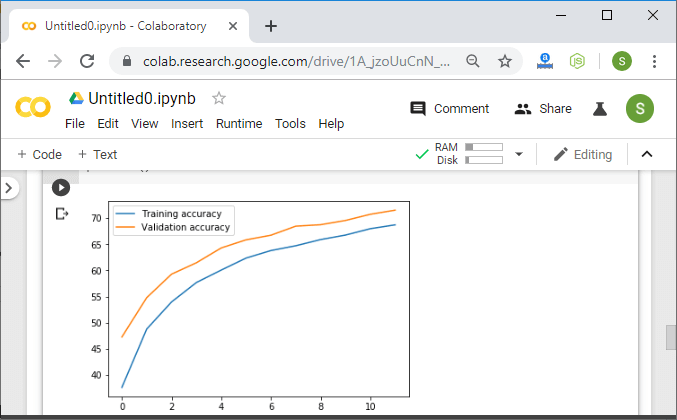 Untitled0.ipynb - Colaboratory
colab.research.google.com/drive/1A_jzoUuCnN_...
S
Untitled0.ipynb
Comment
Share
S
File Edit View Insert Runtime Tools Help
+ Code + Text
RAM
Disk
Editing
Training accuracy
Validation accuracy
70
65
60
55
50
45
40
0 2 4 6 8 10